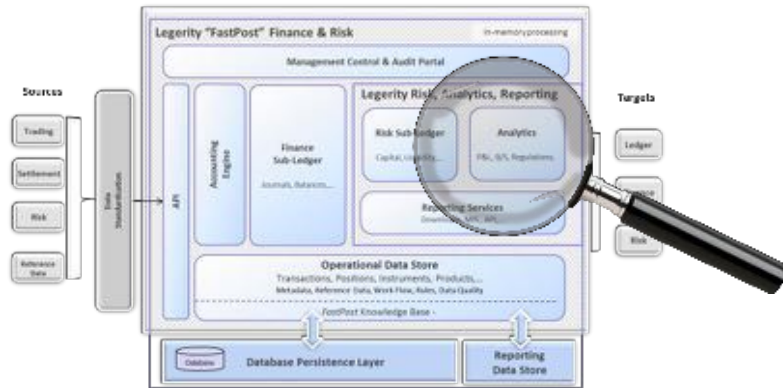 Legerity "FastPost" Finance & Risk
in-memory processing
Management Control & Audit Portal
Sources
Trading
Settlement
Risk
Reference
Data
Data
Standardisation
API
Accounting
Engine
Finance
Sub-Ledger
Journals, Balances,...
Legerity Risk, Analytics, Reporting
Risk Sub-Ledger
Capital, Liquidity,...
Analytics
P&L, B/S, Regulations,
Reporting Services
Targets
Ledger
Risk
Operational Data Store
Transactions, Positions, Instruments, Products,...
Metadata, Reference Data, Work Flow, Rules, Data Quality
FastPost Knowledge Base -
Database
Database Persistence Layer
Reporting
Data Store